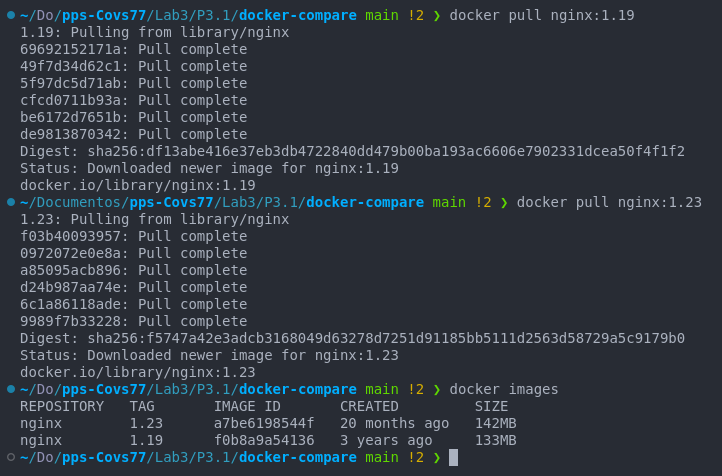 ~/Do/pps-Covs77/Lab3/P3.1/docker-compare main !2 ❯ docker pull nginx:1.19
1.19: Pulling from library/nginx
69692152171a: Pull complete
49f7d34d62c1: Pull complete
5f97dc5d71ab: Pull complete
cfcd0711b93a: Pull complete
be6172d7651b: Pull complete
de9813870342: Pull complete
Digest: sha256:df13abe416e37eb3db4722840dd479b00ba193ac6606e7902331dcea50f4f1f2
Status: Downloaded newer image for nginx:1.19
docker.io/library/nginx:1.19
~/Documentos/pps-Covs77/Lab3/P3.1/docker-compare main !2 ❯ docker pull nginx:1.23
1.23: Pulling from library/nginx
f03b40093957: Pull complete
0972072e0e8a: Pull complete
a85095acb896: Pull complete
d24b987aa74e: Pull complete
6c1a86118ade: Pull complete
9989f7b33228: Pull complete
Digest: sha256:f5747a42e3adcb3168049d63278d7251d91185bb5111d2563d58729a5c9179b0
Status: Downloaded newer image for nginx:1.23
docker.io/library/nginx:1.23
~/Do/pps-Covs77/Lab3/P3.1/docker-compare main !2 ❯ docker images
REPOSITORY TAG IMAGE ID CREATED SIZE
nginx 1.23 a7be6198544f 20 months ago 142MB
nginx 1.19 f0b8a9a54136 3 years ago 133MB
~/Do/pps-Covs77/Lab3/P3.1/docker-compare main !2 ❯